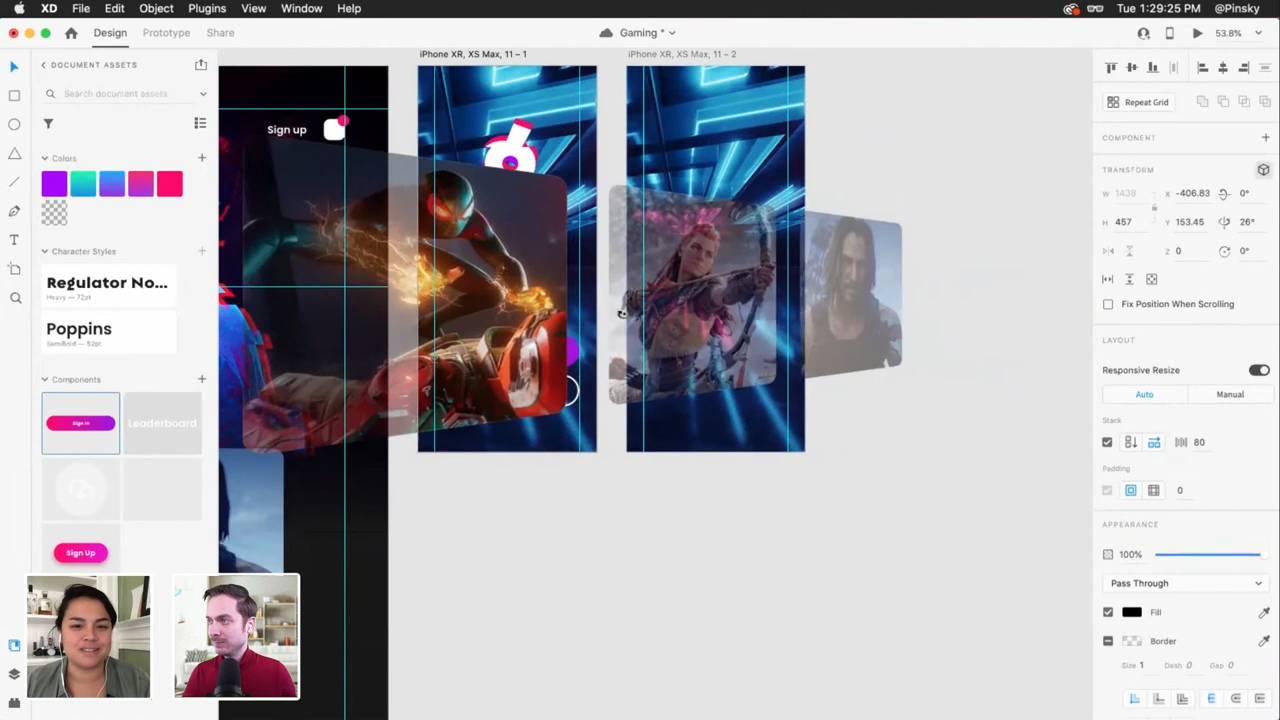 XD File Edit Object Plugins View Window Help
Tue 1:29:25 PM @Pinsky
Design Prototype Share
Gaming *
53.8%
DOCUMENT ASSETS
Search document assets
Colors
Character Styles
Regulator No...
Heavy – 72pt
Poppins
SemiBold – 52pt
Components
Sign In
Leaderboard
Sign Up
Sign up
iPhone XR, XS Max, 11 – 1
iPhone XR, XS Max, 11 – 2
Repeat Grid
COMPONENT
TRANSFORM
W 1438 X -406.83 0°
H 457 Y 153.45 26°
Z 0 0°
Fix Position When Scrolling
LAYOUT
Responsive Resize
Auto Manual
Stack
80
Padding
0
APPEARANCE
100%
Pass Through
Fill
Border
Size 1 Dash 0 Gap 0